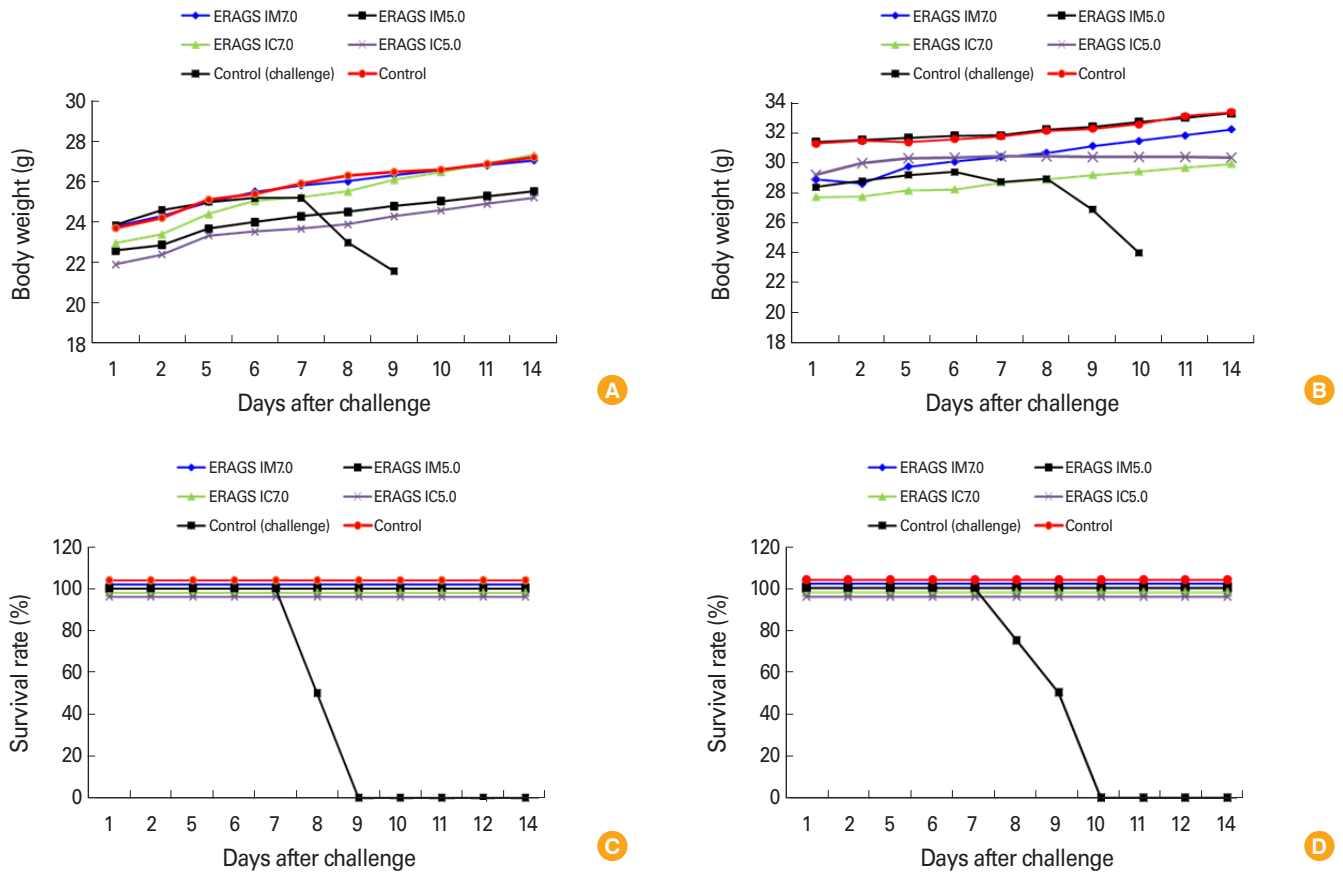 ERAGS IM7.0 ERAGS IM5.0
ERAGS IC7.0 ERAGS IC5.0
Control (challenge) Control
30
28
26
24
22
20
18
Body weight (g)
1 2 5 6 7 8 9 10 11 14
Days after challenge
A
ERAGS IM7.0 ERAGS IM5.0
ERAGS IC7.0 ERAGS IC5.0
Control (challenge) Control
34
32
30
28
26
24
22
20
18
Body weight (g)
1 2 5 6 7 8 9 10 11 14
Days after challenge
B
ERAGS IM7.0 ERAGS IM5.0
ERAGS IC7.0 ERAGS IC5.0
Control (challenge) Control
120
100
80
60
40
20
0
Survival rate (%)
1 2 5 6 7 8 9 10 11 12 14
Days after challenge
C
ERAGS IM7.0 ERAGS IM5.0
ERAGS IC7.0 ERAGS IC5.0
Control (challenge) Control
120
100
80
60
40
20
0
Survival rate (%)
1 2 5 6 7 8 9 10 11 12 14
Days after challenge
D